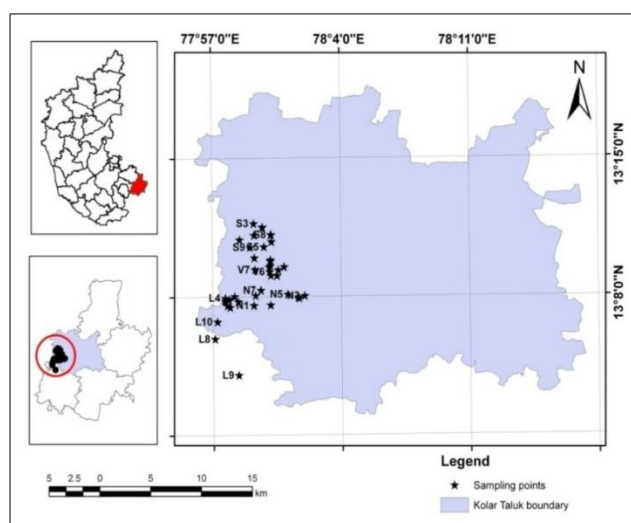 77°57'0"E 78°4'0"E 78°11'0"E
N
13°15'0"N
S3
S8
S9
V7
N7
N5
L4
N1
13°8'0"N
L10
L8
L9
Legend
Sampling points
Kolar Taluk boundary
5 2.5 0 5 10 15
km